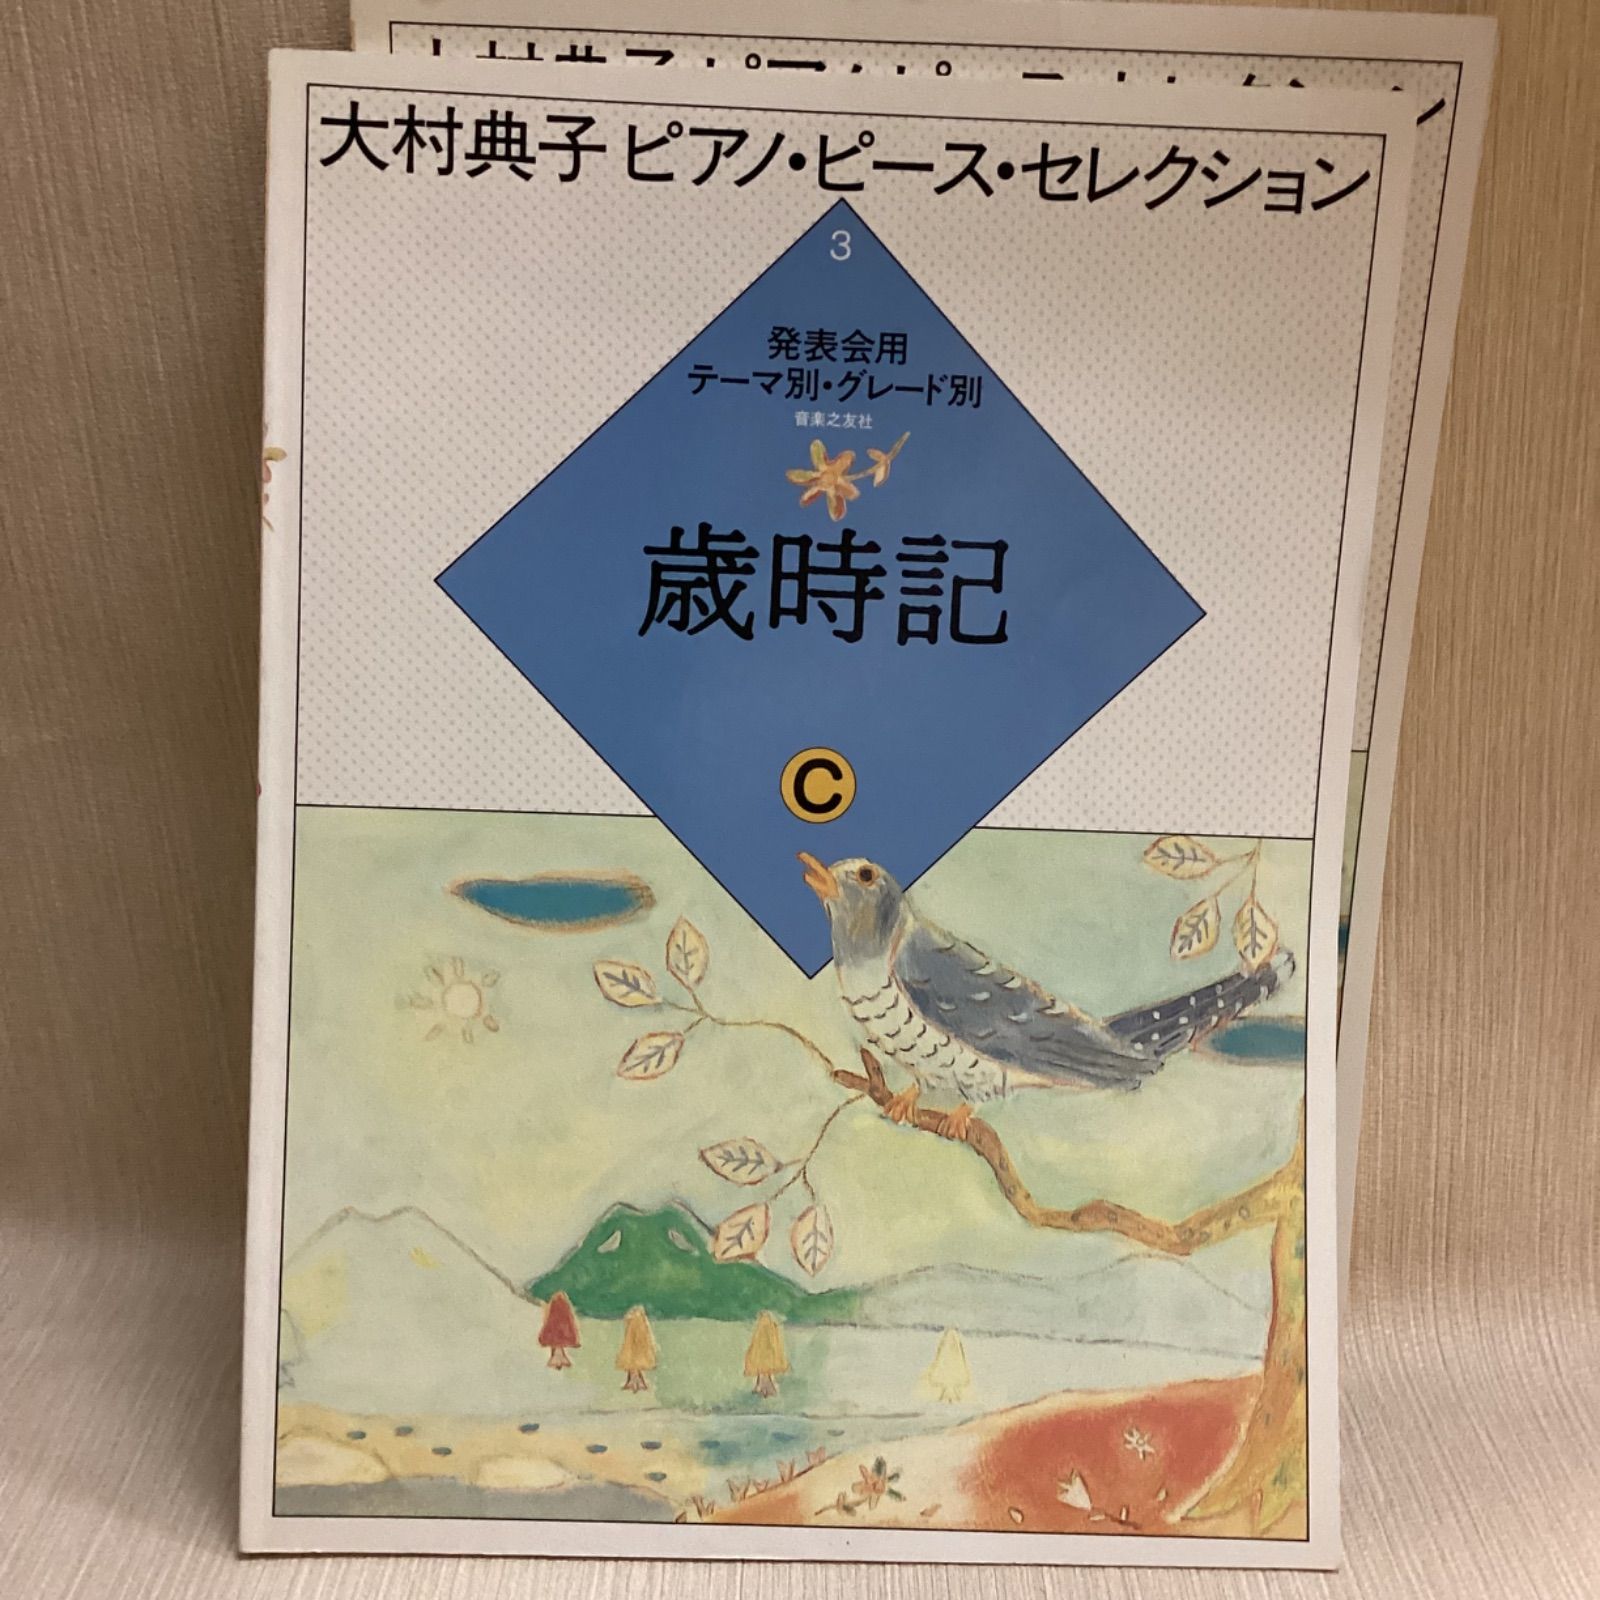 大村典子 ピアノ・ピース・セレクション
3
発表会用
テーマ別・グレード別
音楽之友社
歳時記
C